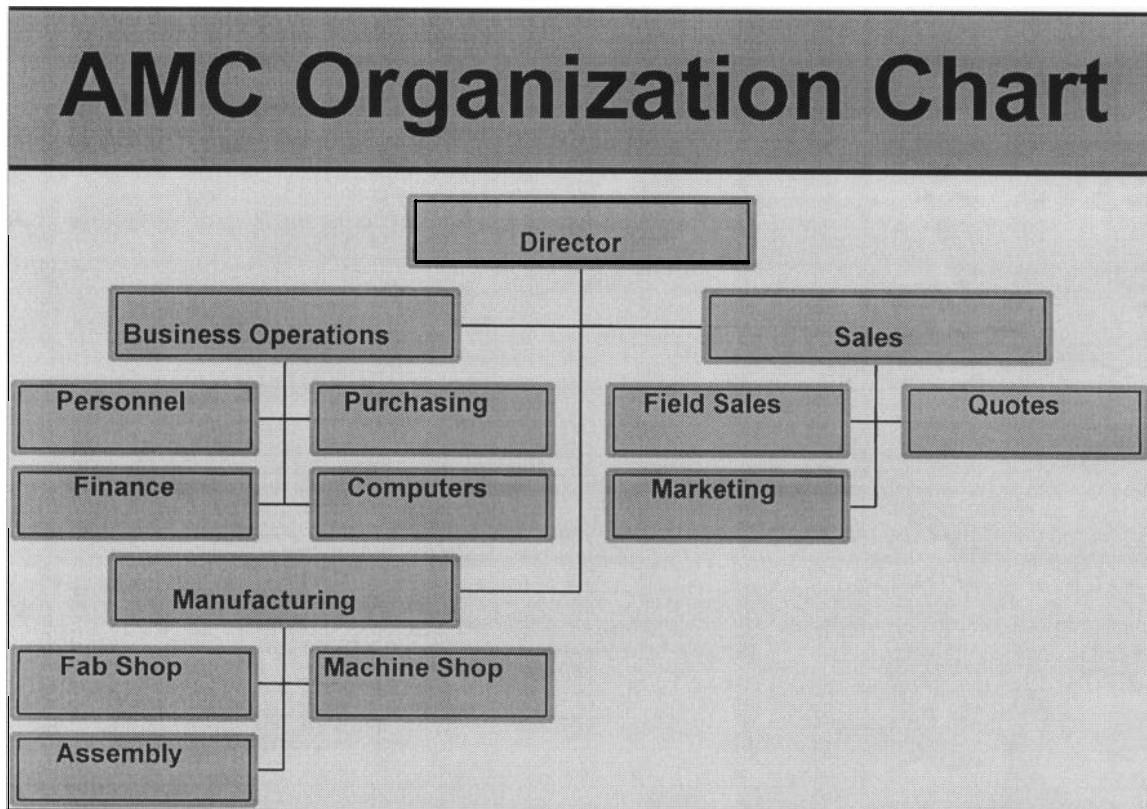 AMC Organization Chart
Director
Business Operations
Sales
Personnel
Purchasing
Field Sales
Quotes
Finance
Computers
Marketing
Manufacturing
Fab Shop
Machine Shop
Assembly